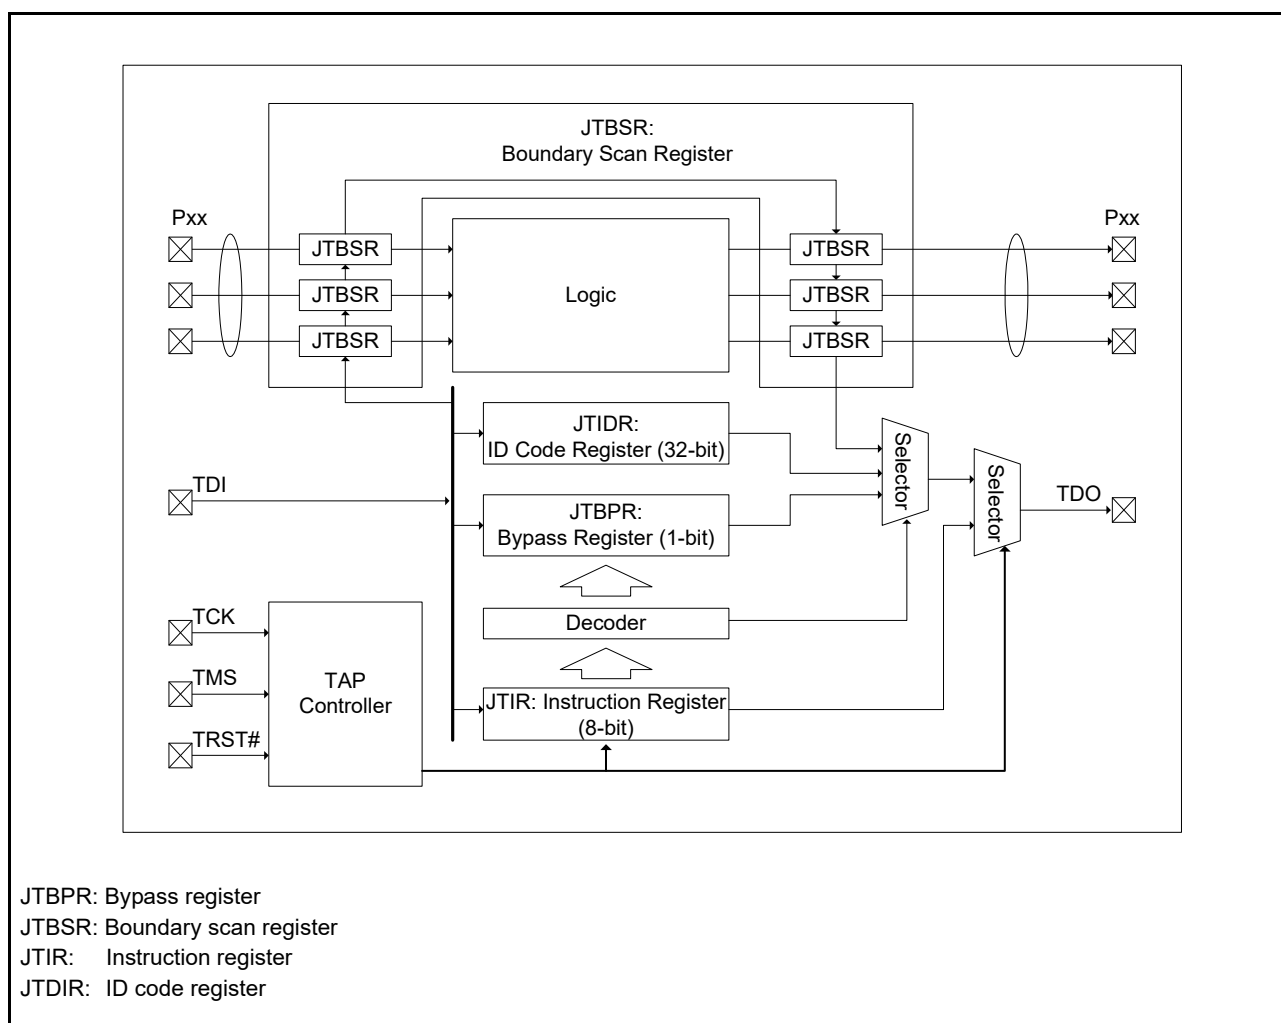 JTBSR:
Boundary Scan Register
Pxx
Pxx
JTBSR
JTBSR
JTBSR
JTBSR
Logic
JTBSR
JTBSR
JTIDR:
ID Code Register (32-bit)
Selector
Selector
TDI
TDO
JTBPR:
Bypass Register (1-bit)
TCK
Decoder
TMS
TAP
Controller
JTIR: Instruction Register
(8-bit)
TRST#
JTBPR: Bypass register
JTBSR: Boundary scan register
JTIR: Instruction register
JTDIR: ID code register